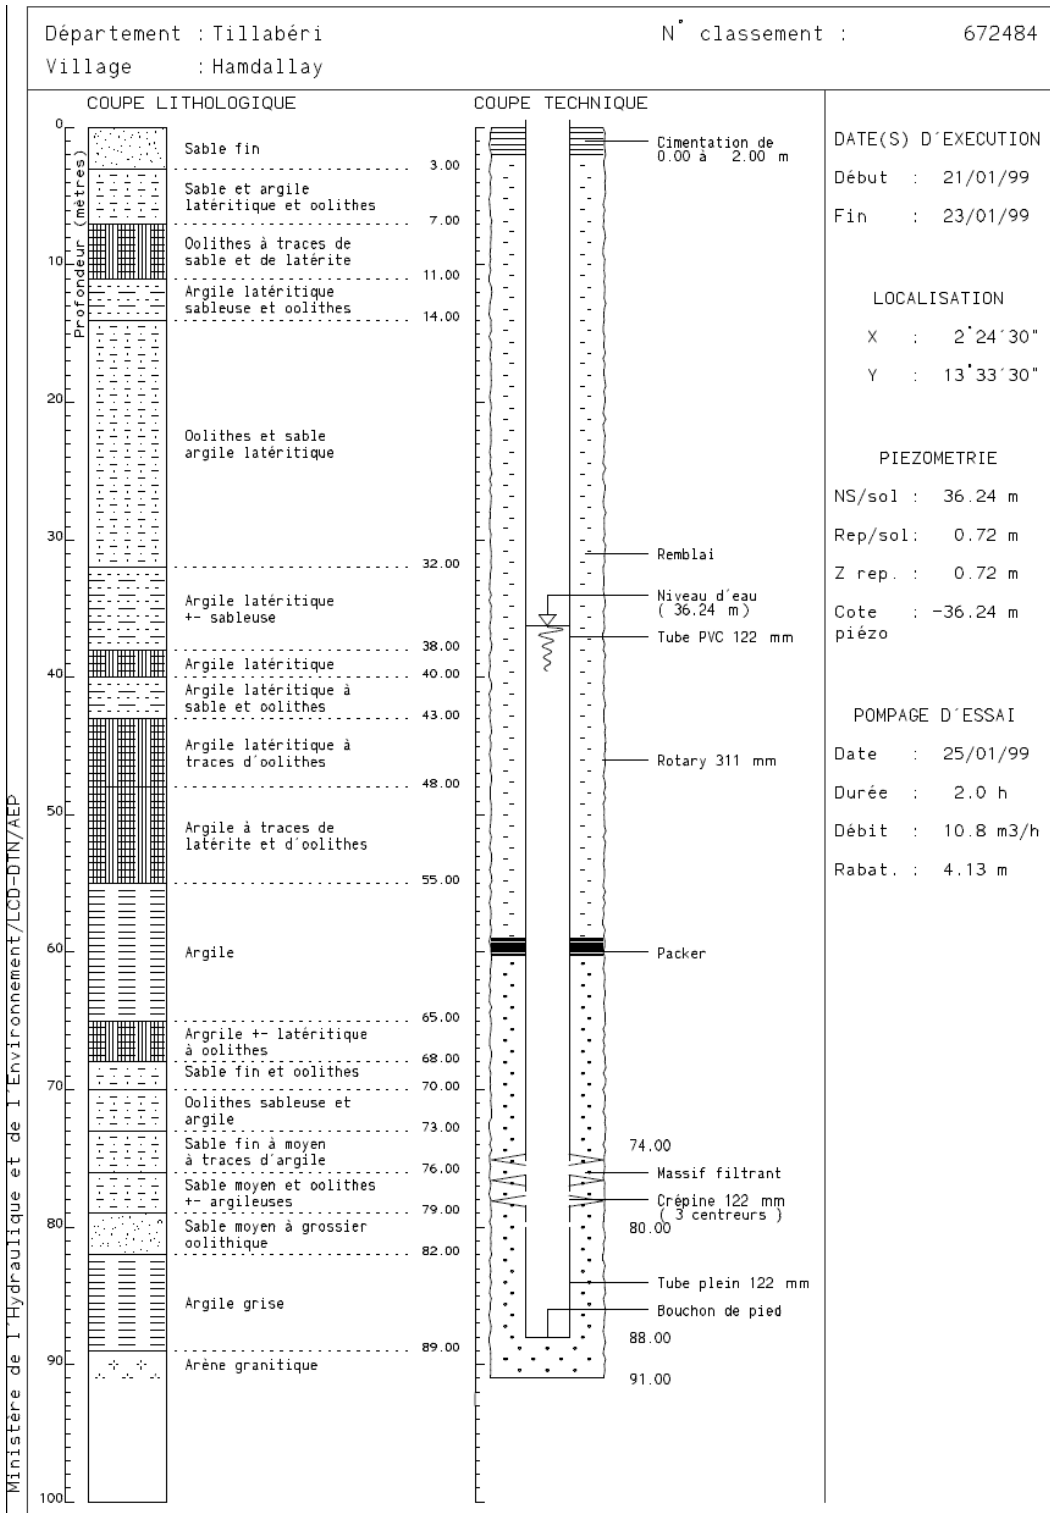 Département : Tillabéri
N° classement : 672484
Village : Hamdallay
COUPE LITHOLOGIQUE
Profondeur (mètres)
0
10
20
30
40
50
60
70
80
90
100
Sable fin
3.00
Sable et argile
latéritique et oolithes
7.00
Oolithes à traces de
sable et de latérite
11.00
Argile latéritique
sableuse et oolithes
14.00
Oolithes et sable
argile latéritique
32.00
Argile latéritique
+- sableuse
38.00
Argile latéritique
40.00
Argile latéritique à
sable et oolithes
43.00
Argile latéritique à
traces d'oolithes
48.00
Argile à traces de
latérite et d'oolithes
55.00
Argile
65.00
Argrile +- latéritique
à oolithes
68.00
Sable fin et oolithes
70.00
Oolithes sableuse et
argile
73.00
Sable fin à moyen
à traces d'argile
76.00
Sable moyen et oolithes
+- argileuses
79.00
Sable moyen à grossier
oolithique
82.00
Argile grise
89.00
Arène granitique
COUPE TECHNIQUE
Cimentation de
0.00 à 2.00 m
Remblai
Niveau d'eau
( 36.24 m)
Tube PVC 122 mm
Rotary 311 mm
Packer
74.00
Massif filtrant
Crépine 122 mm
( 3 centreurs )
80.00
Tube plein 122 mm
Bouchon de pied
88.00
91.00
DATE(S) D'EXECUTION
Début : 21/01/99
Fin : 23/01/99
LOCALISATION
X : 2°24'30"
Y : 13°33'30"
PIEZOMETRIE
NS/sol : 36.24 m
Rep/sol: 0.72 m
Z rep. : 0.72 m
Cote : -36.24 m
piézo
POMPAGE D'ESSAI
Date : 25/01/99
Durée : 2.0 h
Débit : 10.8 m3/h
Rabat. : 4.13 m
Ministère de l'Hydraulique et de l'Environnement/LCD-DTN/AEP